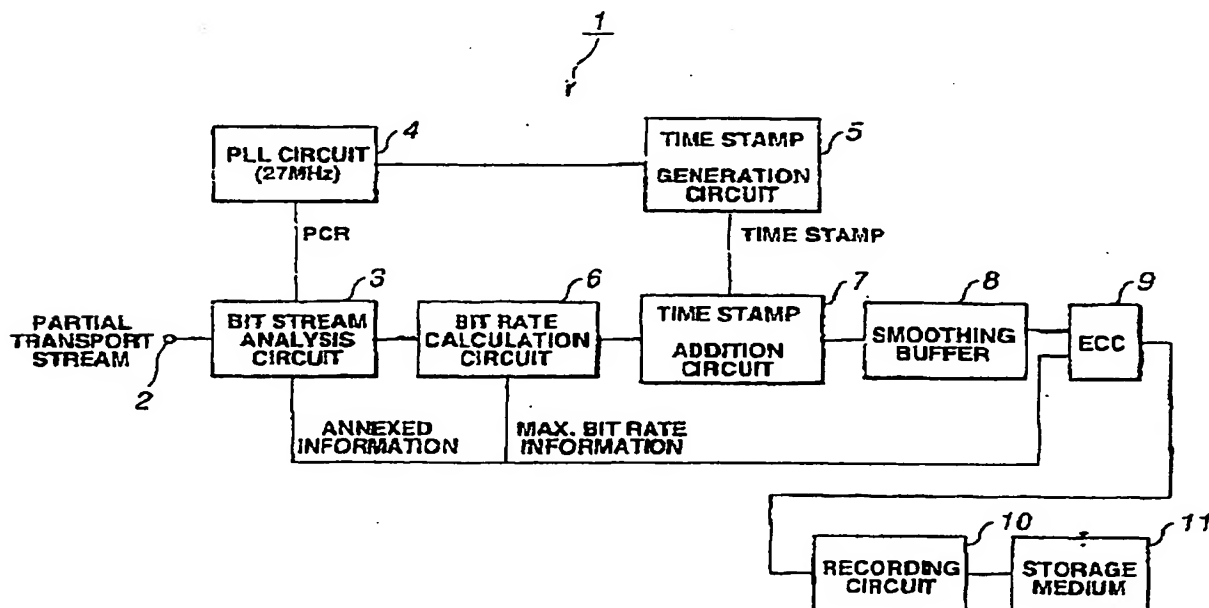 1
4
PLL CIRCUIT
(27MHz)
5
TIME STAMP
GENERATION
CIRCUIT
PCR
TIME STAMP
3
BIT STREAM
ANALYSIS
CIRCUIT
6
BIT RATE
CALCULATION
CIRCUIT
7
TIME STAMP
ADDITION
CIRCUIT
8
SMOOTHING
BUFFER
9
ECC
PARTIAL
TRANSPORT
STREAM
2
ANNEXED
INFORMATION
MAX. BIT RATE
INFORMATION
10
RECORDING
CIRCUIT
11
STORAGE
MEDIUM